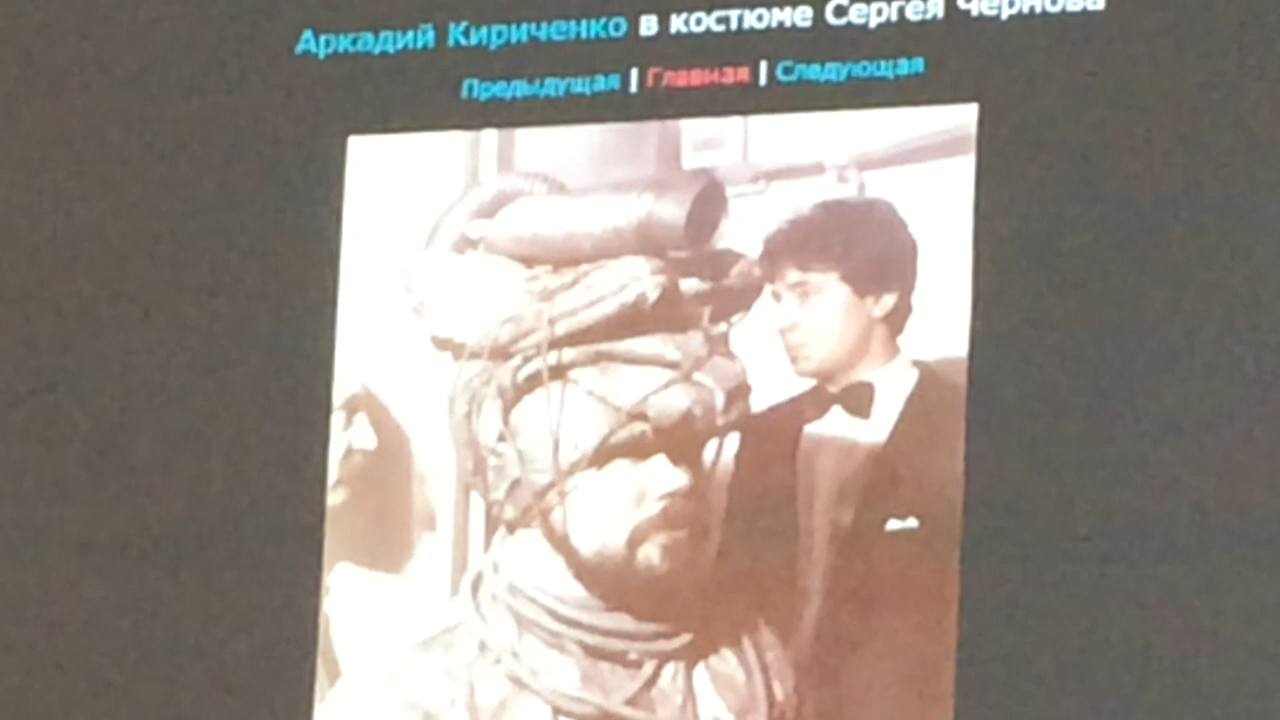 Аркадий Кириченко в костюме Сергея Чернова
Предыдущая | Главная | Следующая